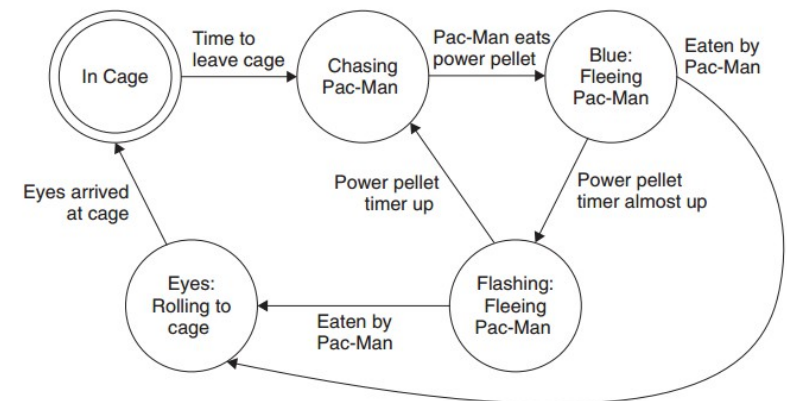 In Cage
Time to
leave cage
Chasing
Pac-Man
Pac-Man eats
power pellet
Blue:
Fleeing
Pac-Man
Eaten by
Pac-Man
Eyes arrived
at cage
Power pellet
timer up
Power pellet
timer almost up
Eyes:
Rolling to
cage
Eaten by
Pac-Man
Flashing:
Fleeing
Pac-Man